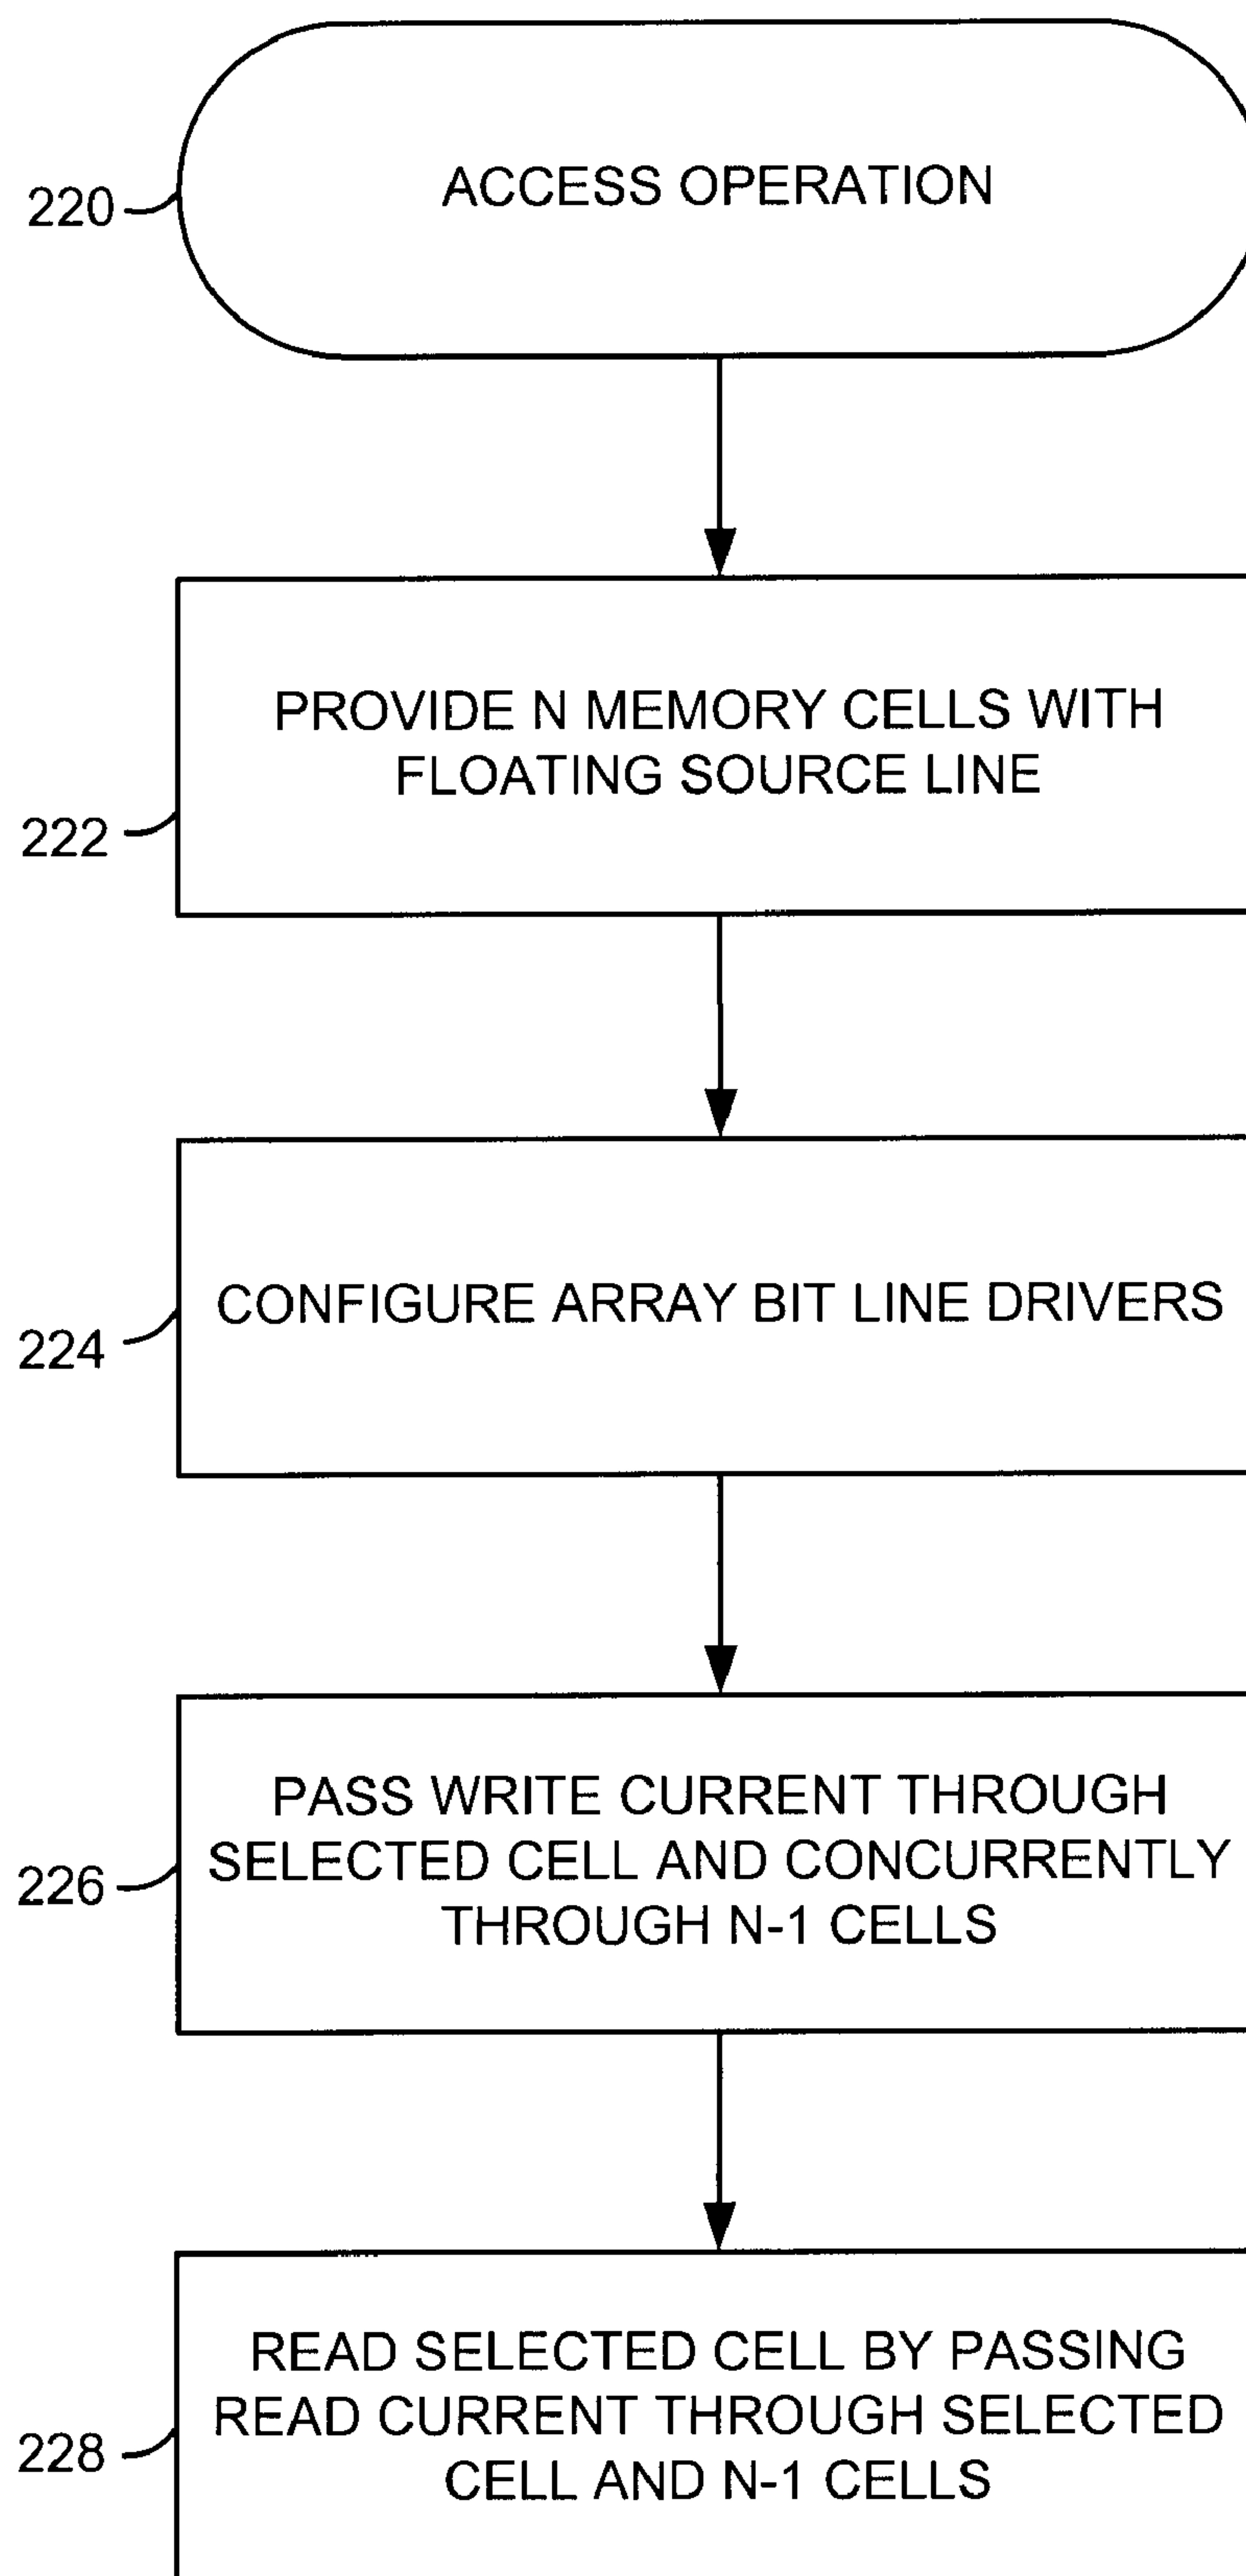 ACCESS OPERATION
220
PROVIDE N MEMORY CELLS WITH
FLOATING SOURCE LINE
222
CONFIGURE ARRAY BIT LINE DRIVERS
224
PASS WRITE CURRENT THROUGH
SELECTED CELL AND CONCURRENTLY
THROUGH N-1 CELLS
226
READ SELECTED CELL BY PASSING
READ CURRENT THROUGH SELECTED
CELL AND N-1 CELLS
228